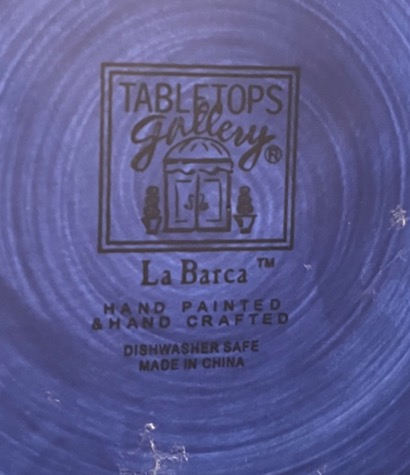 TABLETOPS
gallery®
La Barca™
HAND PAINTED
& HAND CRAFTED
DISHWASHER SAFE
MADE IN CHINA